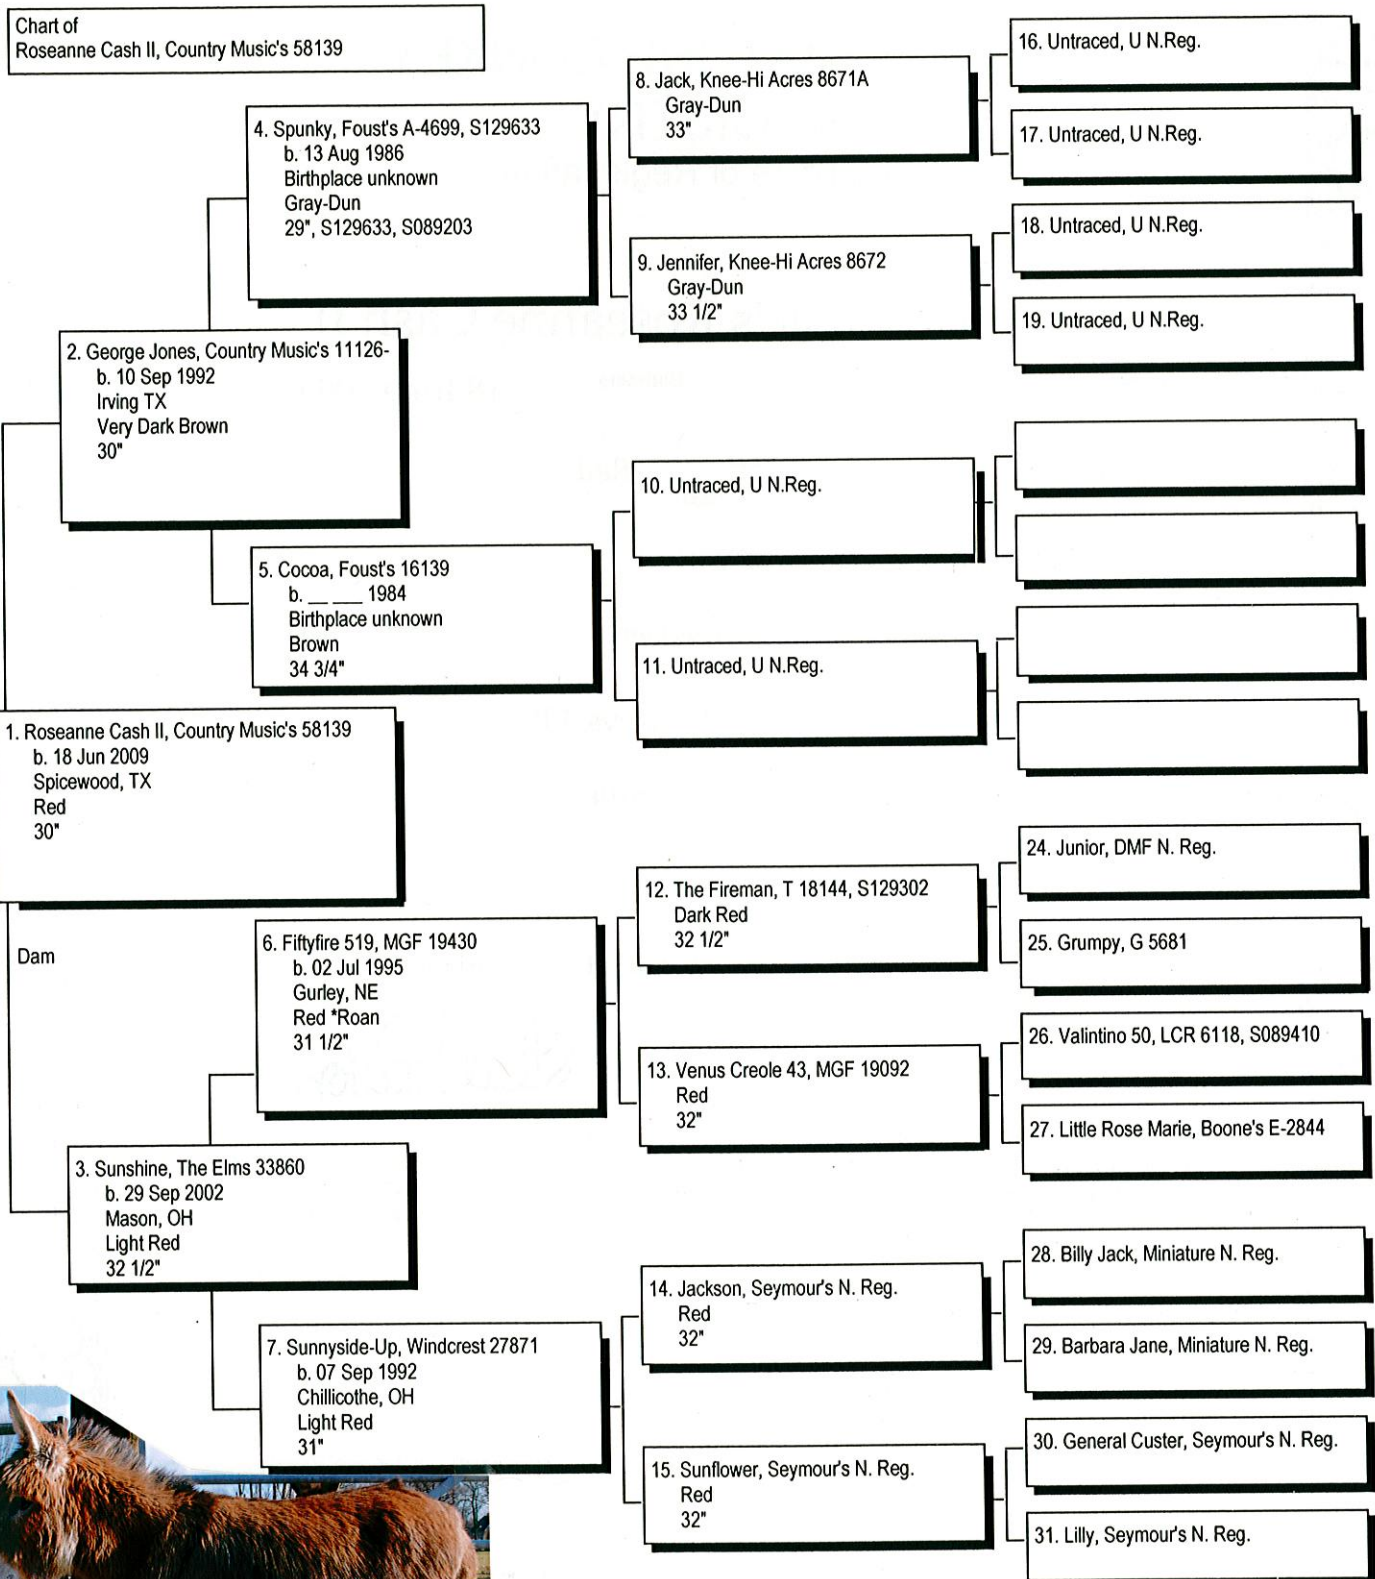 Chart of
Roseanne Cash II, Country Music's 58139
16. Untraced, U N.Reg.
8. Jack, Knee-Hi Acres 8671A
Gray-Dun
33"
17. Untraced, U N.Reg.
4. Spunky, Foust's A-4699, S129633
b. 13 Aug 1986
Birthplace unknown
Gray-Dun
29", S129633, S089203
18. Untraced, U N.Reg.
9. Jennifer, Knee-Hi Acres 8672
Gray-Dun
33 1/2"
19. Untraced, U N.Reg.
2. George Jones, Country Music's 11126-
b. 10 Sep 1992
Irving TX
Very Dark Brown
30"
10. Untraced, U N.Reg.
5. Cocoa, Foust's 16139
b. __ ___ 1984
Birthplace unknown
Brown
34 3/4"
11. Untraced, U N.Reg.
1. Roseanne Cash II, Country Music's 58139
b. 18 Jun 2009
Spicewood, TX
Red
30"
24. Junior, DMF N. Reg.
12. The Fireman, T 18144, S129302
Dark Red
32 1/2"
25. Grumpy, G 5681
6. Fiftyfire 519, MGF 19430
b. 02 Jul 1995
Gurley, NE
Red *Roan
31 1/2"
Dam
26. Valintino 50, LCR 6118, S089410
13. Venus Creole 43, MGF 19092
Red
32"
27. Little Rose Marie, Boone's E-2844
3. Sunshine, The Elms 33860
b. 29 Sep 2002
Mason, OH
Light Red
32 1/2"
28. Billy Jack, Miniature N. Reg.
14. Jackson, Seymour's N. Reg.
Red
32"
29. Barbara Jane, Miniature N. Reg.
7. Sunnyside-Up, Windcrest 27871
b. 07 Sep 1992
Chillicothe, OH
Light Red
31"
30. General Custer, Seymour's N. Reg.
15. Sunflower, Seymour's N. Reg.
Red
32"
31. Lilly, Seymour's N. Reg.